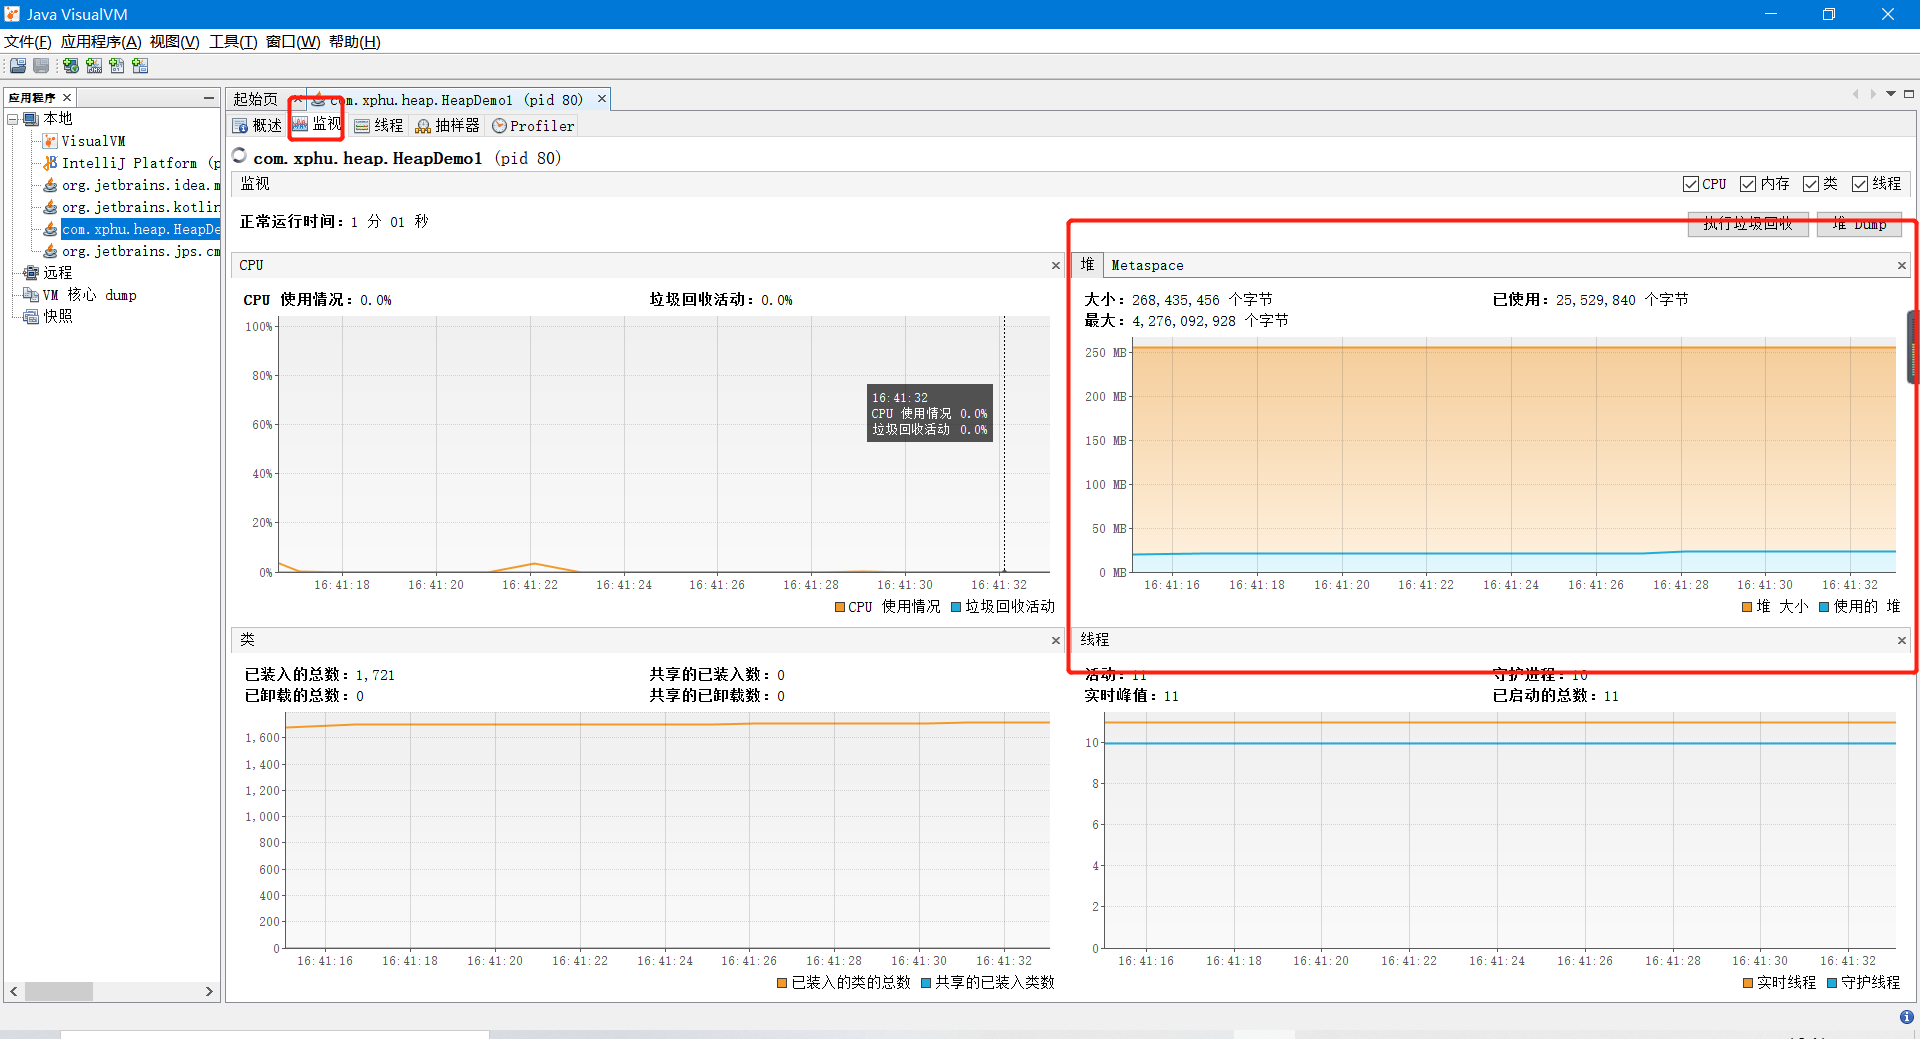 Java VisualVM
文件(F) 应用程序(A) 视图(V) 工具(T) 窗口(W) 帮助(H)
应用程序
本地
VisualVM
IntelliJ Platform (p
org.jetbrains.idea.m
org.jetbrains.kotlin
com.xphu.heap.HeapDe
org.jetbrains.jps.cm
远程
VM 核心 dump
快照
起始页
com.xphu.heap.HeapDemo1 (pid 80)
概述 监视 线程 抽样器 Profiler
com.xphu.heap.HeapDemo1 (pid 80)
监视
CPU 内存 类 线程
正常运行时间: 1 分 01 秒
执行垃圾回收 堆 Dump
CPU
CPU 使用情况: 0.0% 垃圾回收活动: 0.0%
100%
80%
60%
40%
20%
0%
16:41:32
CPU 使用情况 0.0%
垃圾回收活动 0.0%
16:41:18 16:41:20 16:41:22 16:41:24 16:41:26 16:41:28 16:41:30 16:41:32
CPU 使用情况 垃圾回收活动
堆 Metaspace
大小: 268,435,456 个字节 已使用: 25,529,840 个字节
最大: 4,276,092,928 个字节
250 MB
200 MB
150 MB
100 MB
50 MB
0 MB
16:41:16 16:41:18 16:41:20 16:41:22 16:41:24 16:41:26 16:41:28 16:41:30 16:41:32
堆 大小 使用的 堆
类
已装入的总数: 1,721 共享的已装入数: 0
已卸载的总数: 0 共享的已卸载数: 0
1,600
1,400
1,200
1,000
800
600
400
200
0
16:41:16 16:41:18 16:41:20 16:41:22 16:41:24 16:41:26 16:41:28 16:41:30 16:41:32
已装入的类的总数 共享的已装入类数
线程
活动: 11 守护进程: 10
实时峰值: 11 已启动的总数: 11
10
8
6
4
2
0
16:41:16 16:41:18 16:41:20 16:41:22 16:41:24 16:41:26 16:41:28 16:41:30 16:41:32
实时线程 守护线程